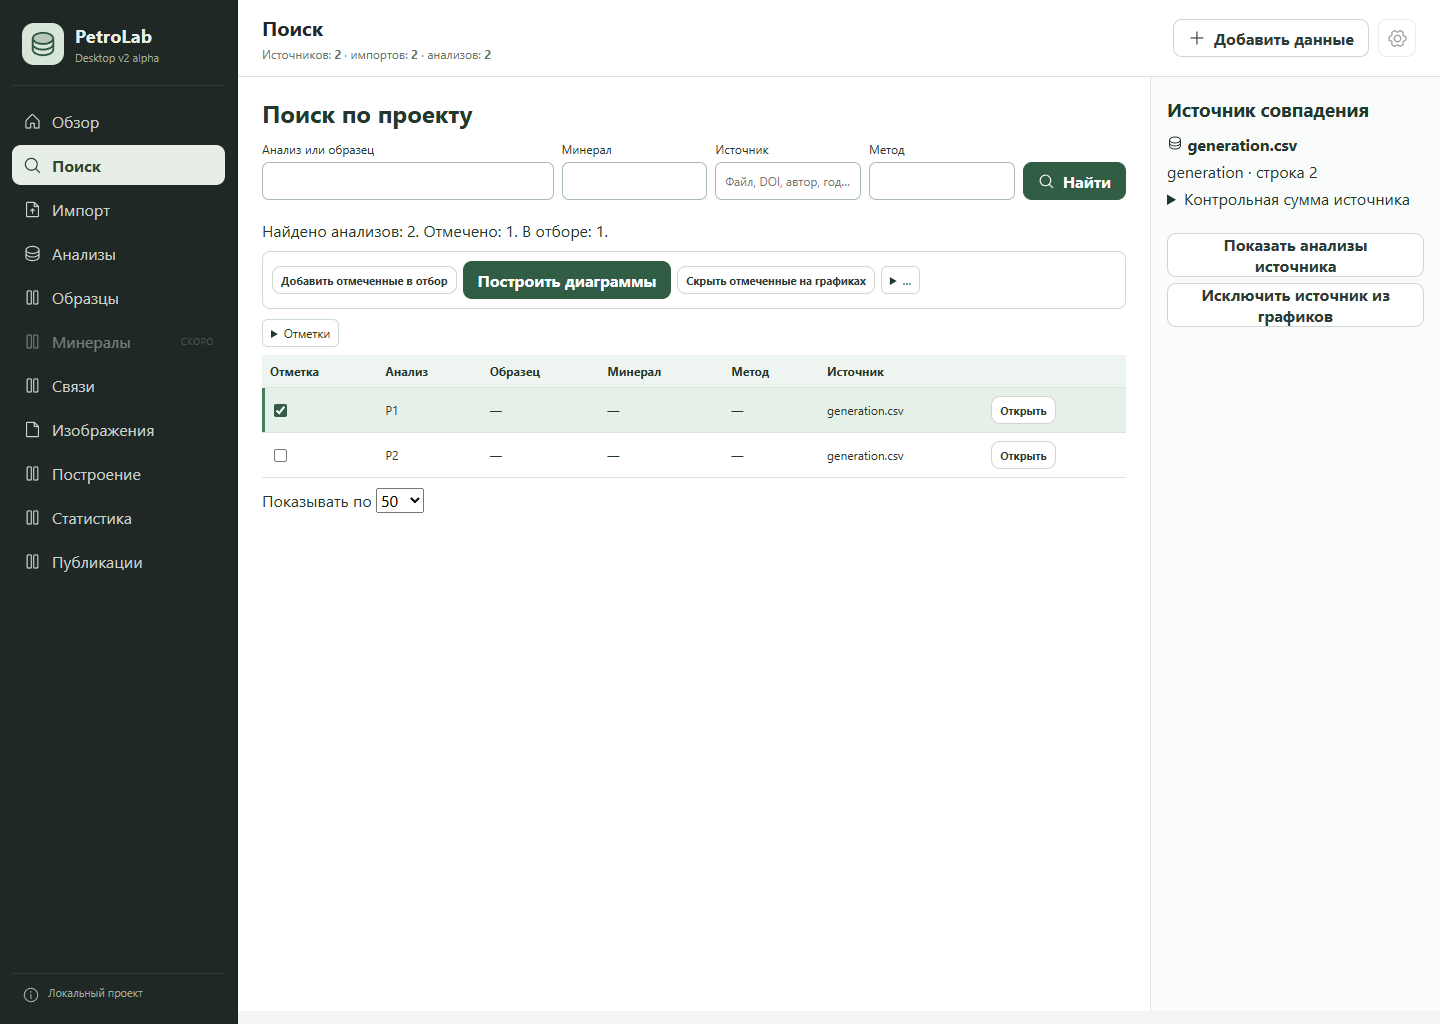 PetroLab
Desktop v2 alpha
Обзор
Поиск
Импорт
Анализы
Образцы
Минералы СКОРО
Связи
Изображения
Построение
Статистика
Публикации
Локальный проект
Поиск
Источников: 2 · импортов: 2 · анализов: 2
Добавить данные
Поиск по проекту
Анализ или образец Минерал Источник Метод
Файл, DOI, автор, год...
Найти
Найдено анализов: 2. Отмечено: 1. В отборе: 1.
Добавить отмеченные в отбор Построить диаграммы Скрыть отмеченные на графиках ▶ ...
▶ Отметки
Отметка Анализ Образец Минерал Метод Источник
P1 — — — generation.csv Открыть
P2 — — — generation.csv Открыть
Показывать по 50
Источник совпадения
generation.csv
generation · строка 2
▶ Контрольная сумма источника
Показать анализы
источника
Исключить источник из
графиков